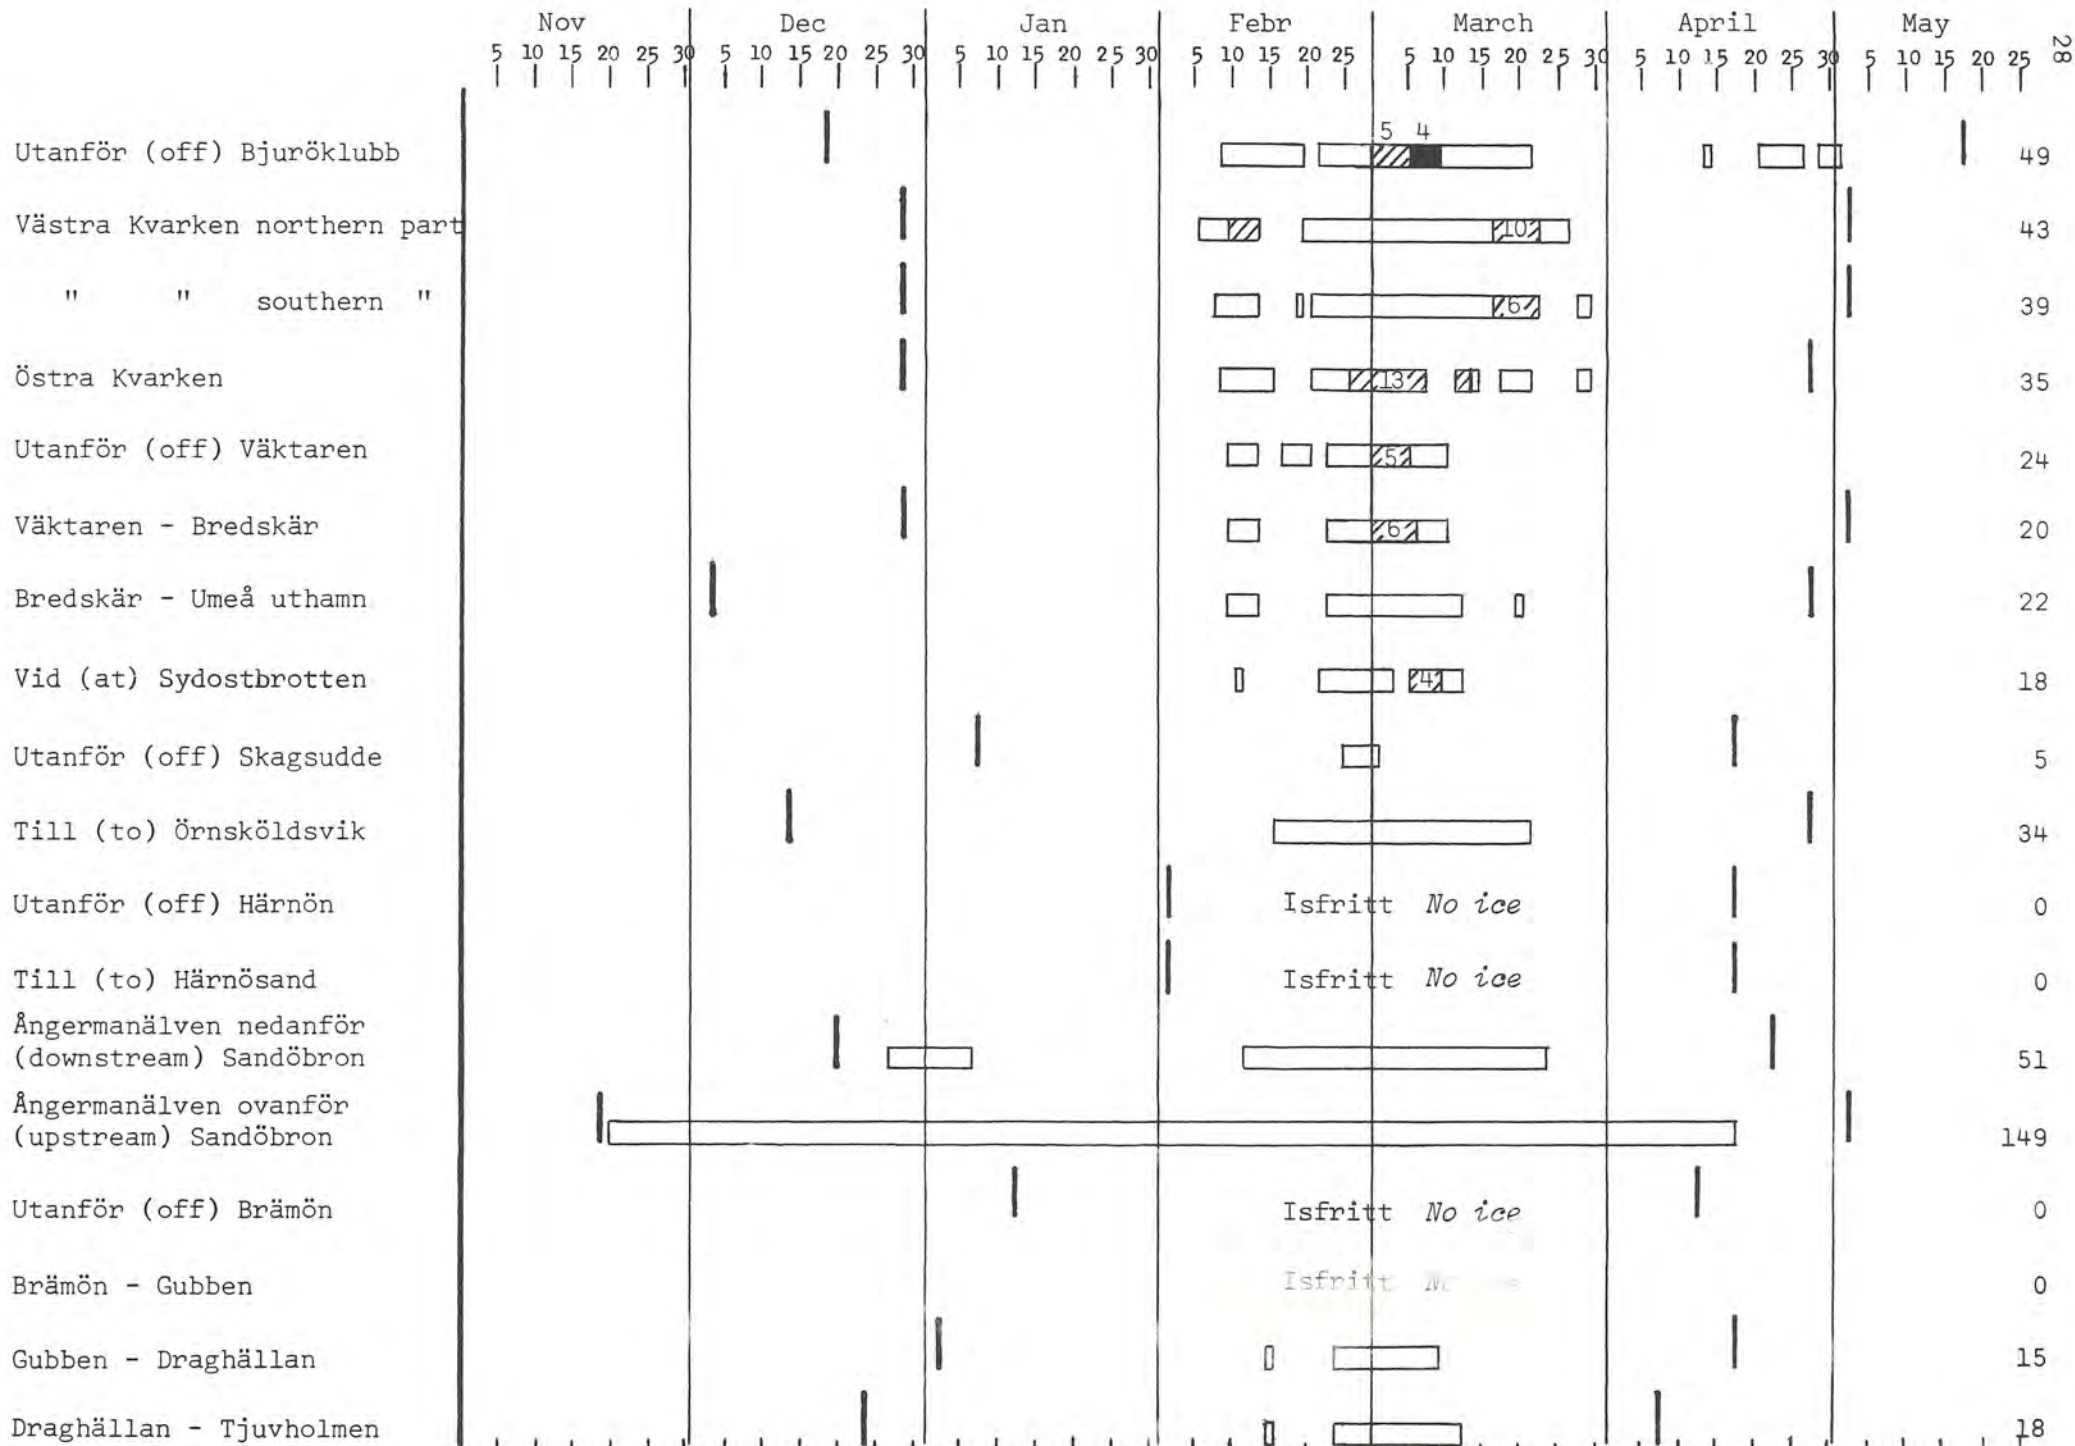 Nov Dec Jan Febr March April May
5 10 15 20 25 30 5 10 15 20 25 30 5 10 15 20 25 30 5 10 15 20 25 5 10 15 20 25 30 5 10 15 20 25 30 5 10 15 20 25
28
5 4
Utanför (off) Bjuröklubb 49
Västra Kvarken northern part 10 43
" " southern " 6 39
Östra Kvarken 13 35
Utanför (off) Väktaren 5 24
Väktaren - Bredskär 6 20
Bredskär - Umeå uthamn 22
Vid (at) Sydostbrotten 4 18
Utanför (off) Skagsudde 5
Till (to) Örnsköldsvik 34
Utanför (off) Härnön Isfritt No ice 0
Till (to) Härnösand Isfritt No ice 0
Ångermanälven nedanför
(downstream) Sandöbron 51
Ångermanälven ovanför
(upstream) Sandöbron 149
Utanför (off) Brämön Isfritt No ice 0
Brämön - Gubben Isfritt 0
Gubben - Draghällan 15
Draghällan - Tjuvholmen 18